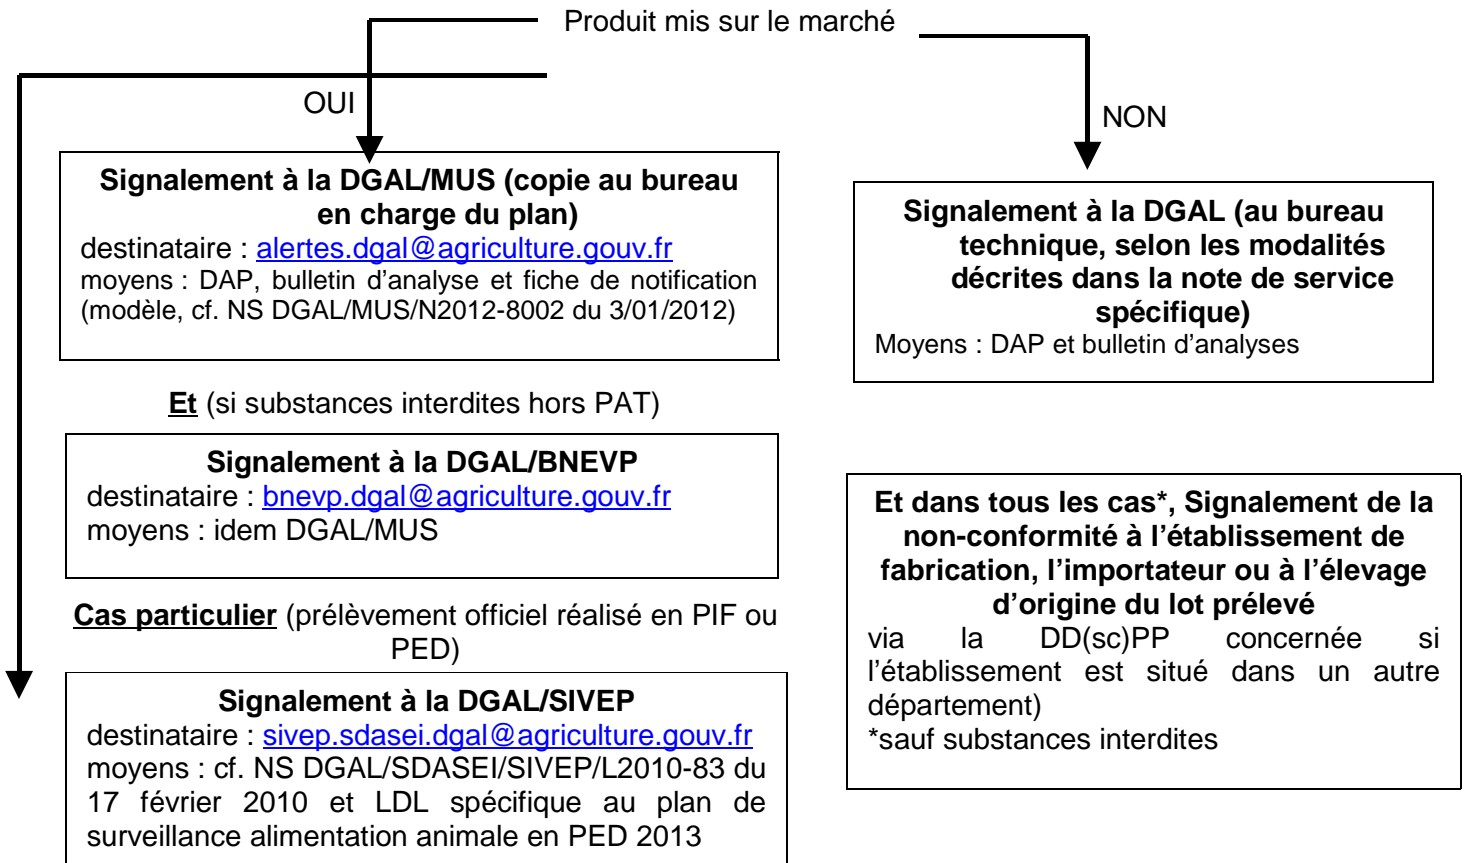 Produit mis sur le marché
OUI
NON
Signalement à la DGAL/MUS (copie au bureau
en charge du plan)
destinataire : alertes.dgal@agriculture.gouv.fr
moyens : DAP, bulletin d’analyse et fiche de notification
(modèle, cf. NS DGAL/MUS/N2012-8002 du 3/01/2012)
Et (si substances interdites hors PAT)
Signalement à la DGAL/BNEVP
destinataire : bnevp.dgal@agriculture.gouv.fr
moyens : idem DGAL/MUS
Cas particulier (prélèvement officiel réalisé en PIF ou
PED)
Signalement à la DGAL/SIVEP
destinataire : sivep.sdasei.dgal@agriculture.gouv.fr
moyens : cf. NS DGAL/SDASEI/SIVEP/L2010-83 du
17 février 2010 et LDL spécifique au plan de
surveillance alimentation animale en PED 2013
Signalement à la DGAL (au bureau
technique, selon les modalités
décrites dans la note de service
spécifique)
Moyens : DAP et bulletin d’analyses
Et dans tous les cas*, Signalement de la
non-conformité à l’établissement de
fabrication, l’importateur ou à l’élevage
d’origine du lot prélevé
via la DD(sc)PP concernée si
l’établissement est situé dans un autre
département)
*sauf substances interdites